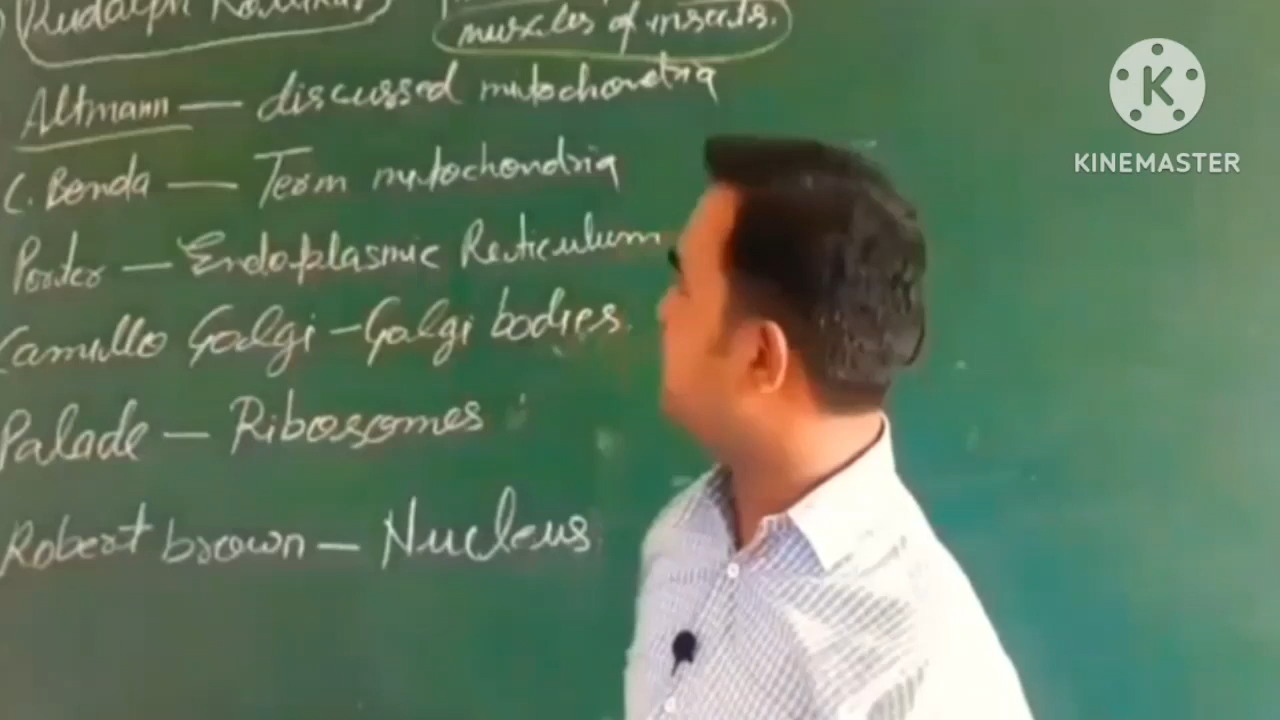 Rudalph
muscles of insects.
Altmann — discussed mitochondria
C. Benda — Term mitochondria
Porter — Endoplasmic Reticulum
Camillo Golgi — Golgi bodies.
Palade — Ribosomes
Robert brown — Nucleus
K
KINEMASTER